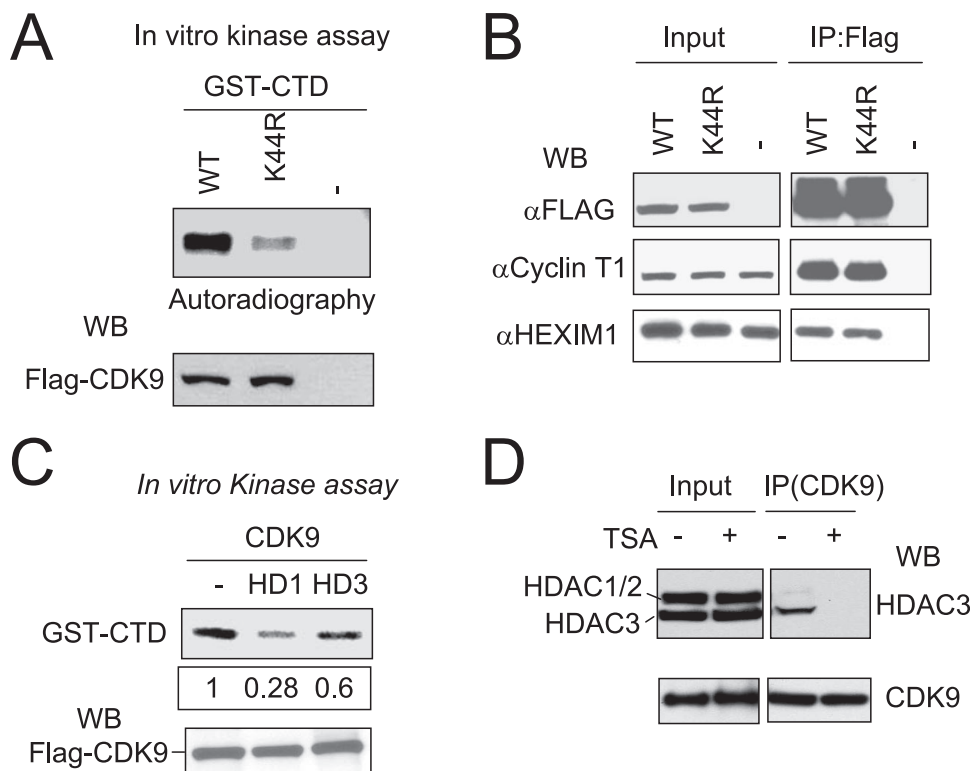 A
In vitro kinase assay
GST-CTD
WT K44R -
Autoradiography
WB
Flag-CDK9
B
Input IP:Flag
WB WT K44R - WT K44R -
αFLAG
αCyclin T1
αHEXIM1
C
In vitro Kinase assay
CDK9
- HD1 HD3
GST-CTD
1 0.28 0.6
WB
Flag-CDK9
D
Input IP(CDK9)
TSA - + - +
WB
HDAC1/2
HDAC3
HDAC3
CDK9